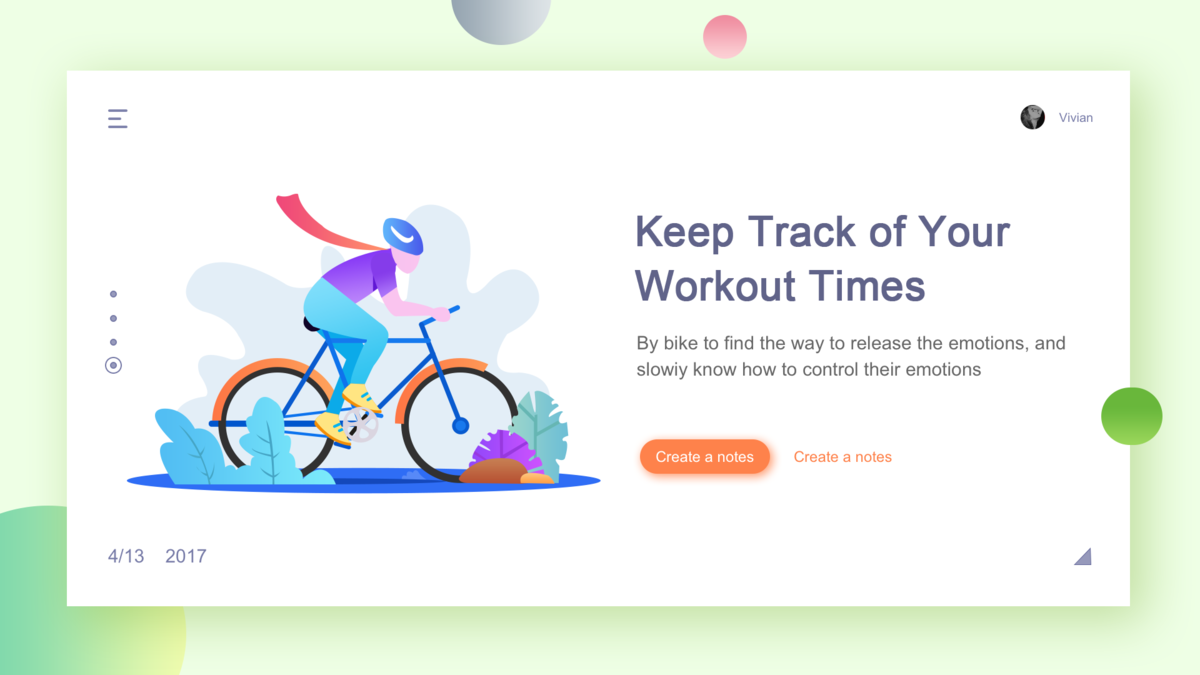 Vivian
Keep Track of Your
Workout Times
By bike to find the way to release the emotions, and
slowiy know how to control their emotions
Create a notes Create a notes
4/13 2017